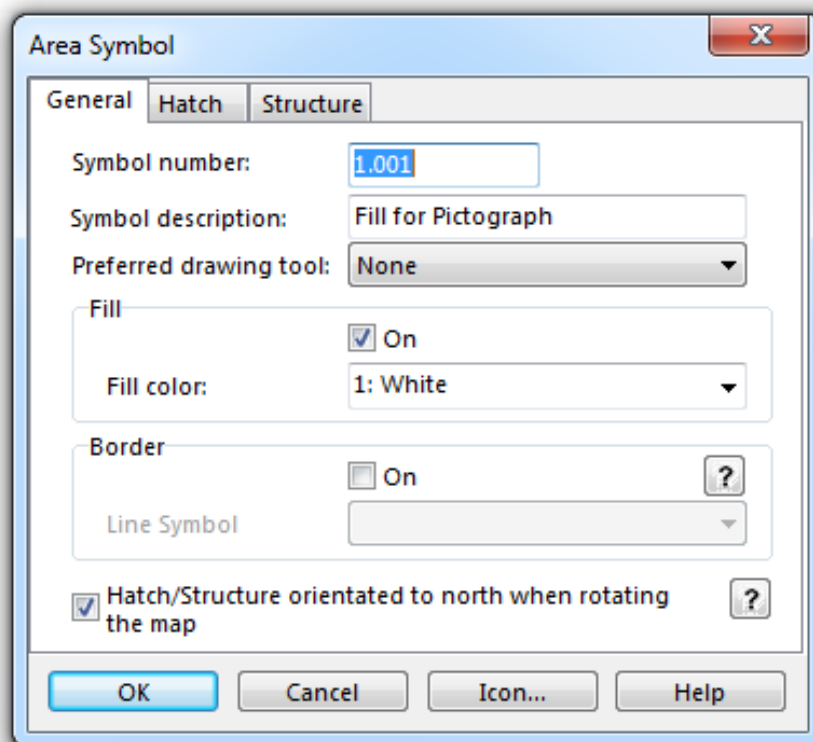 Area Symbol
General Hatch Structure
Symbol number: 1.001
Symbol description: Fill for Pictograph
Preferred drawing tool: None
Fill
On
Fill color: 1: White
Border
On ?
Line Symbol
Hatch/Structure orientated to north when rotating ?
the map
OK Cancel Icon... Help